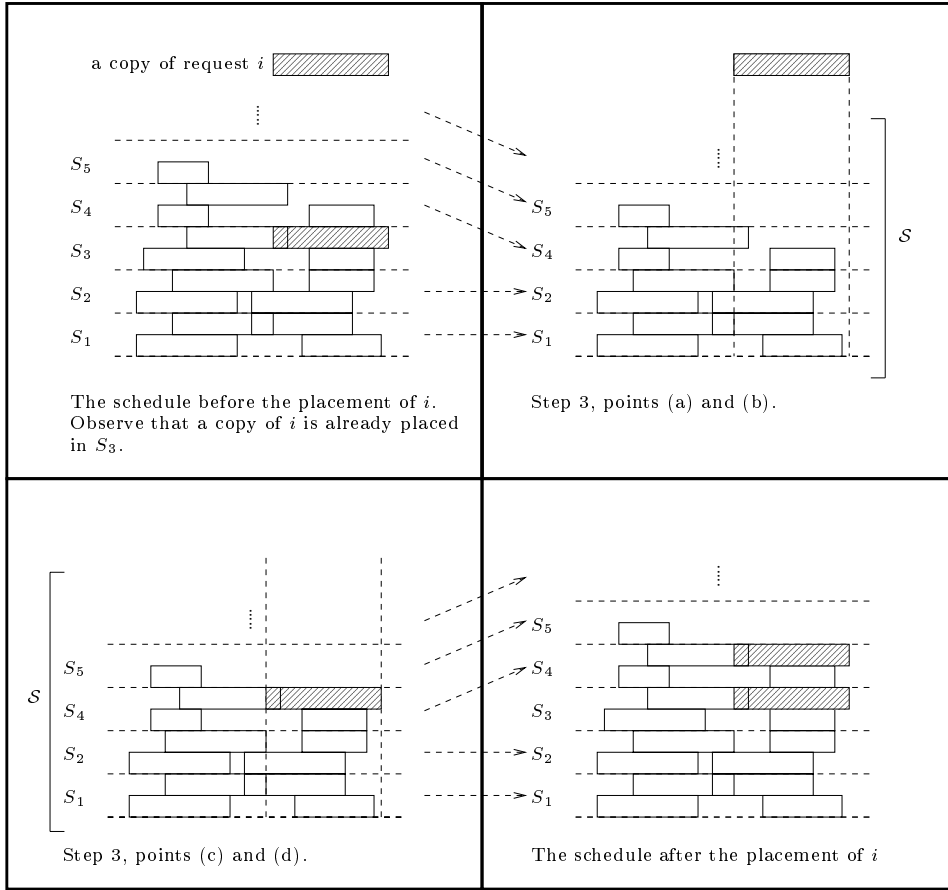 a copy of request i
S5
S4
S3
S2
S1
The schedule before the placement of i.
Observe that a copy of i is already placed
in S3.
S5
S4
S2
S1
S
Step 3, points (a) and (b).
S
S5
S4
S2
S1
Step 3, points (c) and (d).
S5
S4
S3
S2
S1
The schedule after the placement of i